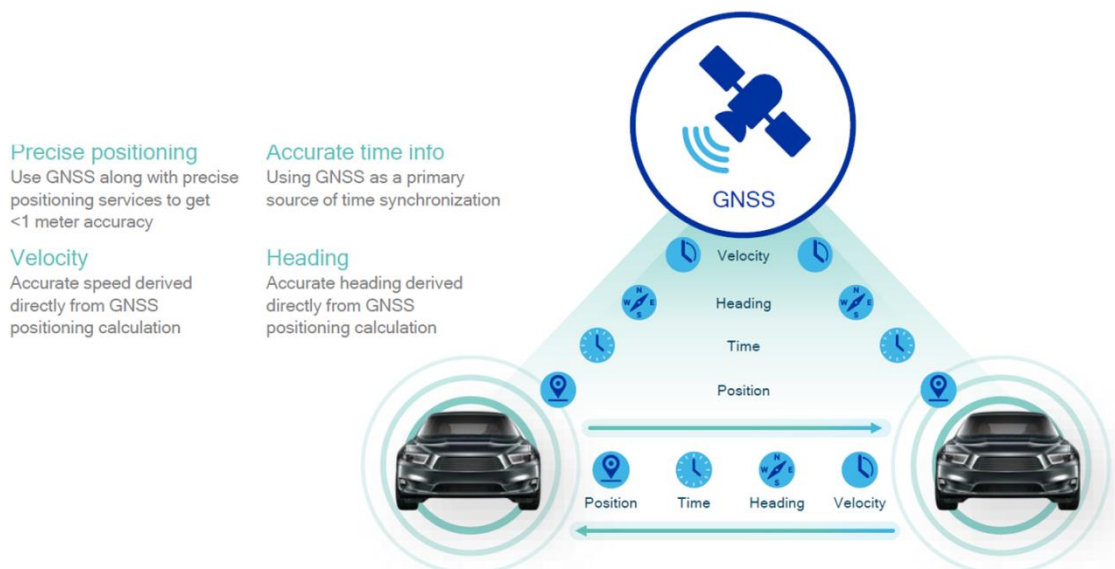 Precise positioning
Use GNSS along with precise
positioning services to get
<1 meter accuracy
Accurate time info
Using GNSS as a primary
source of time synchronization
Velocity
Accurate speed derived
directly from GNSS
positioning calculation
Heading
Accurate heading derived
directly from GNSS
positioning calculation
GNSS
Velocity
N
W E
S
Heading
N
W E
S
Time
Position
N
W E
S
Position Time Heading Velocity